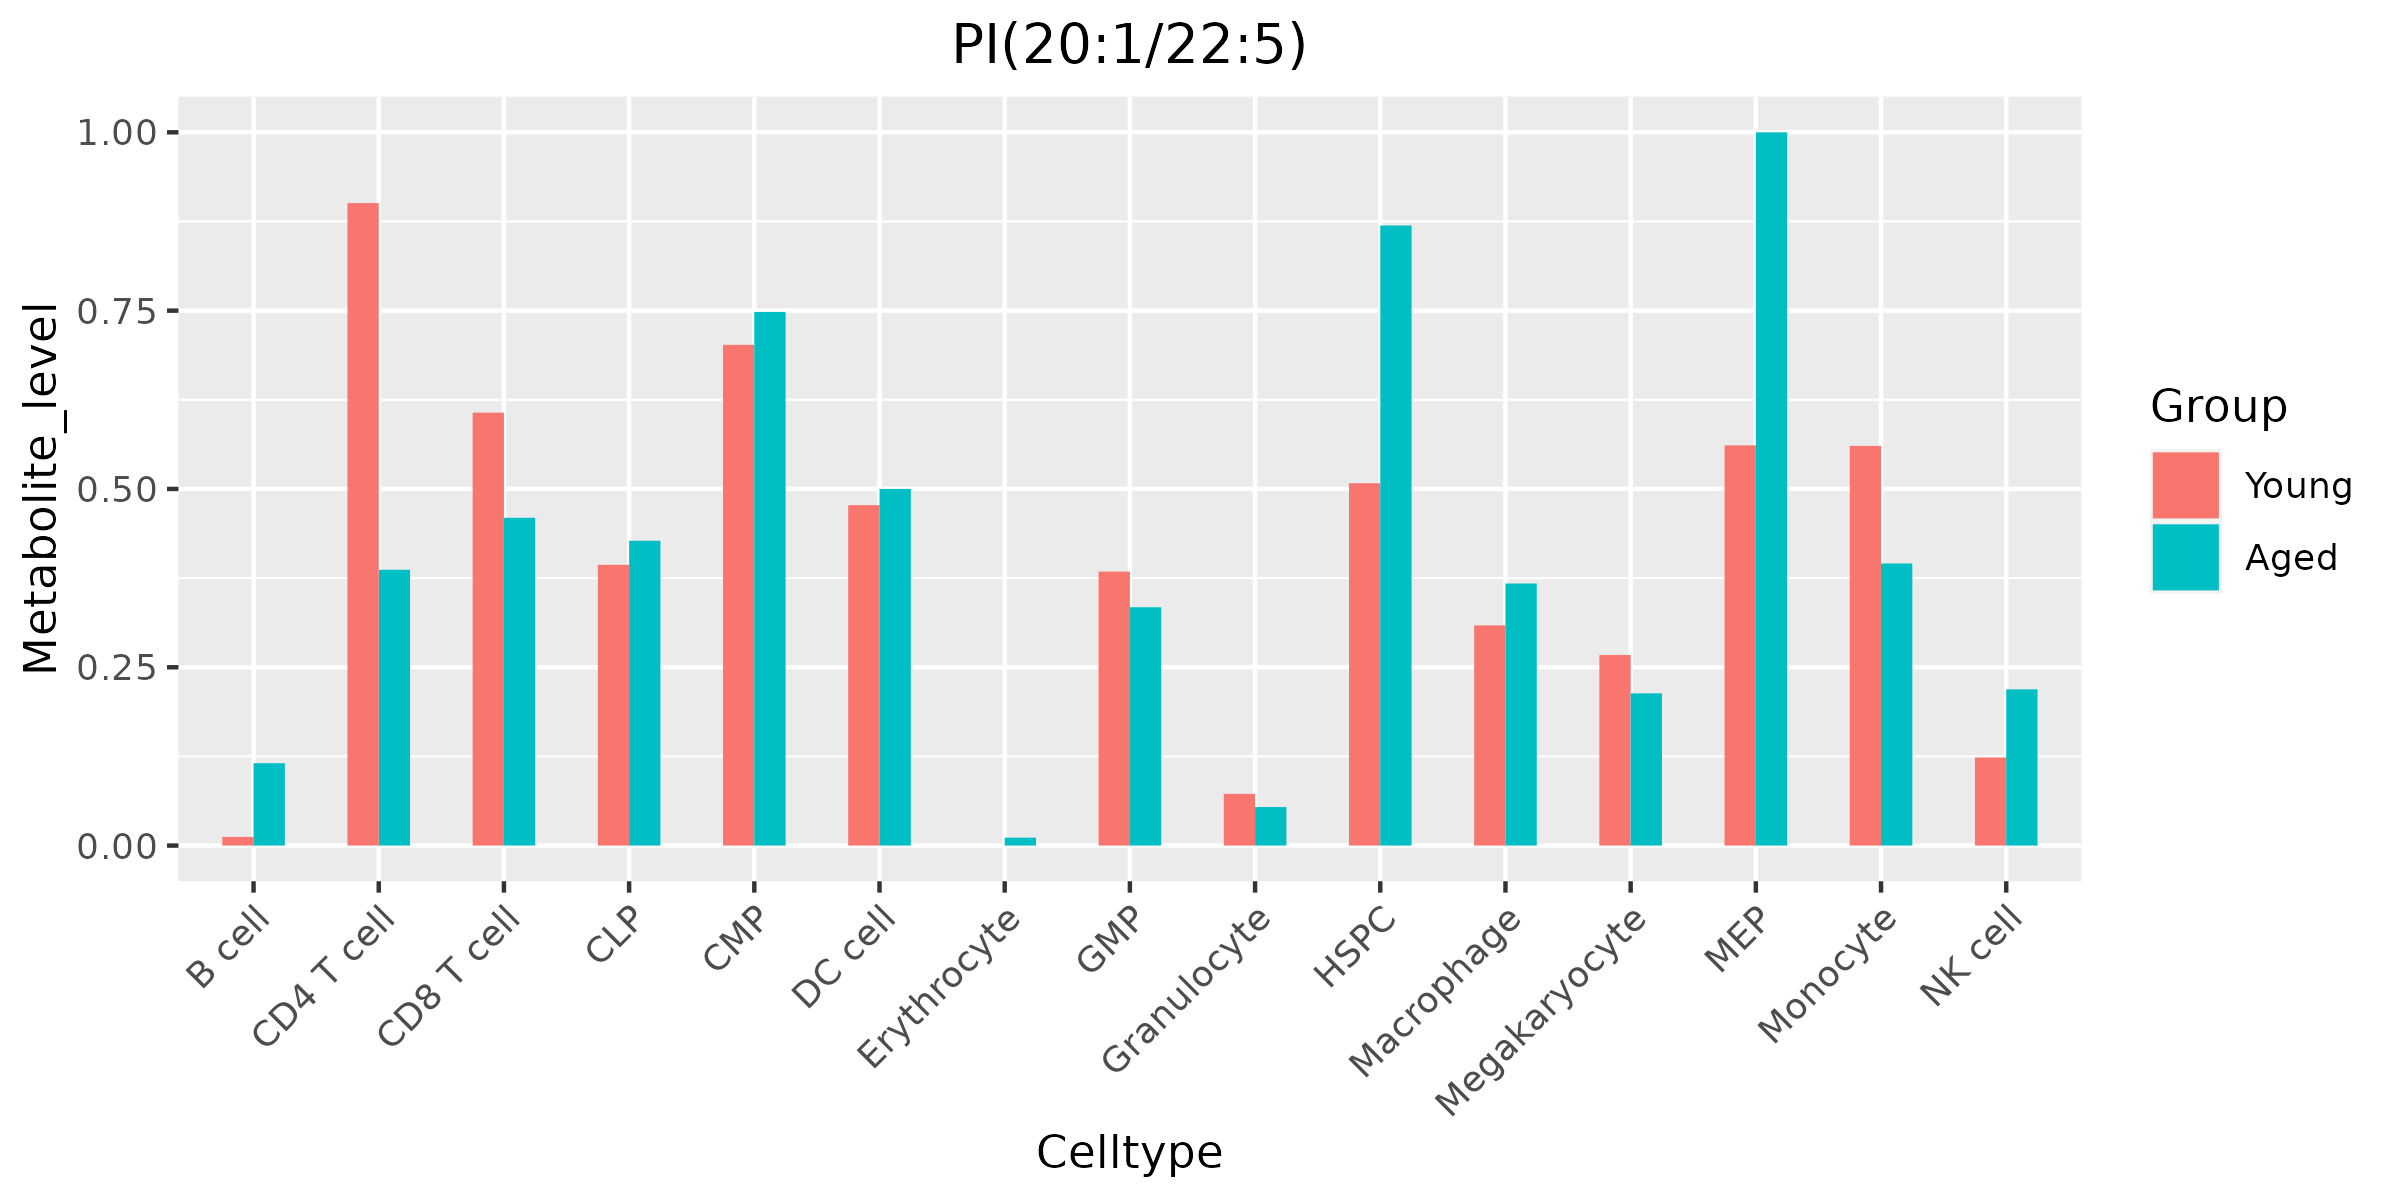 PI(20:1/22:5)
Metabolite_level
1.00
0.75
0.50
0.25
0.00
B cell
CD4 T cell
CD8 T cell
CLP
CMP
DC cell
Erythrocyte
GMP
Granulocyte
HSPC
Macrophage
Megakaryocyte
MEP
Monocyte
NK cell
Celltype
Group
Young
Aged